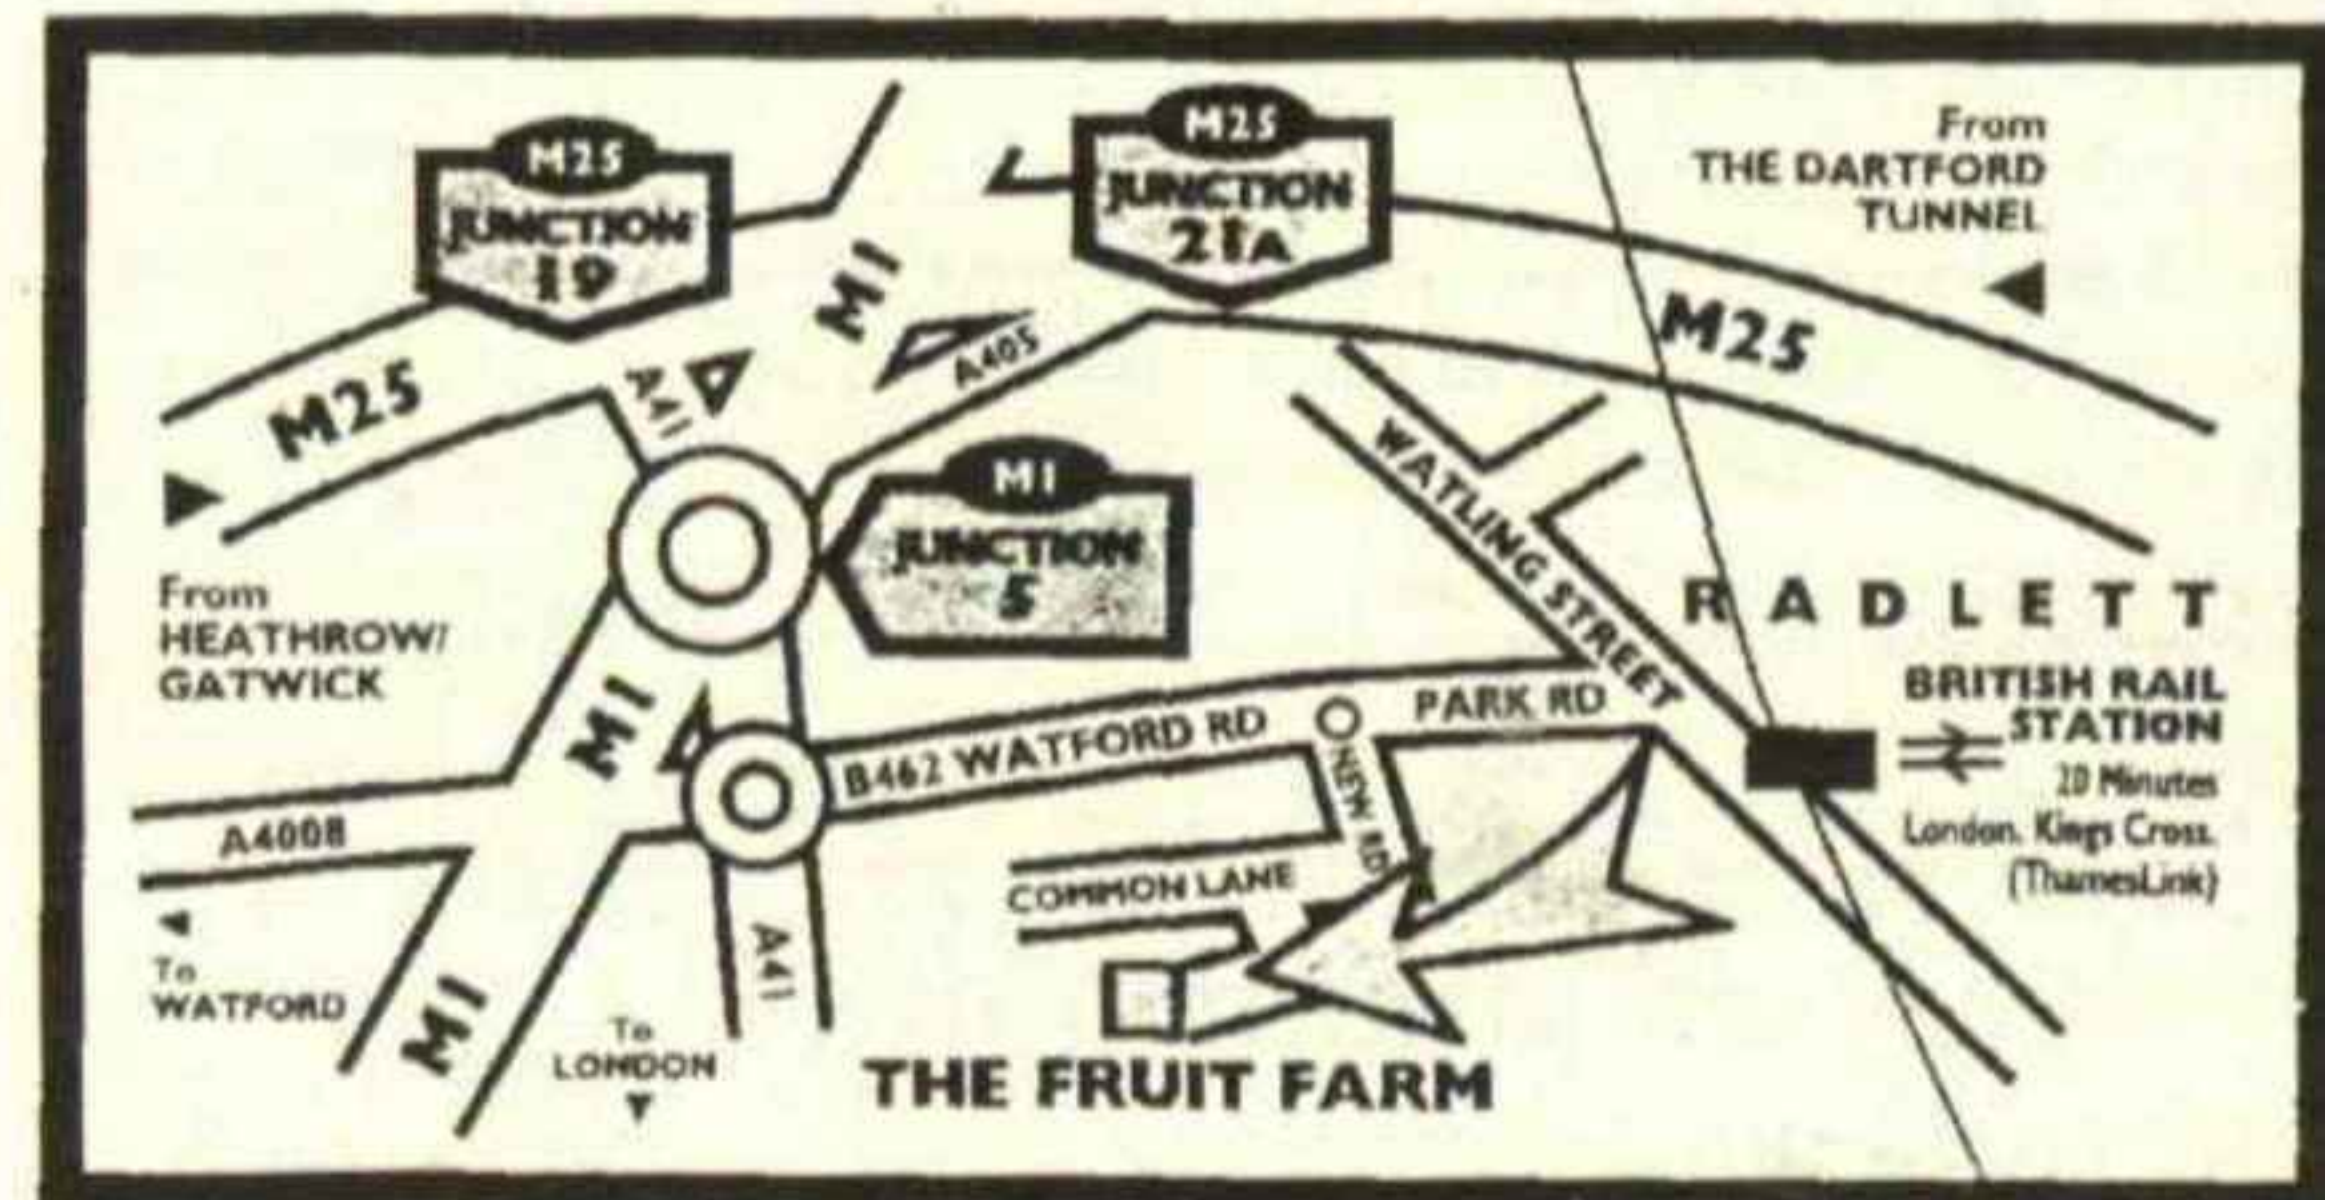 M25
JUNCTION
19
M25
JUNCTION
21A
From
THE DARTFORD
TUNNEL
M1
A405
M25
A41
M25
WATLING STREET
M1
JUNCTION
5
From
HEATHROW/
GATWICK
RADLETT
BRITISH RAIL
STATION
20 Minutes
London. Kings Cross.
(ThamesLink)
M1
B462 WATFORD RD
PARK RD
NEW RD
A4008
COMMON LANE
To
WATFORD
M1
A41
To
LONDON
THE FRUIT FARM